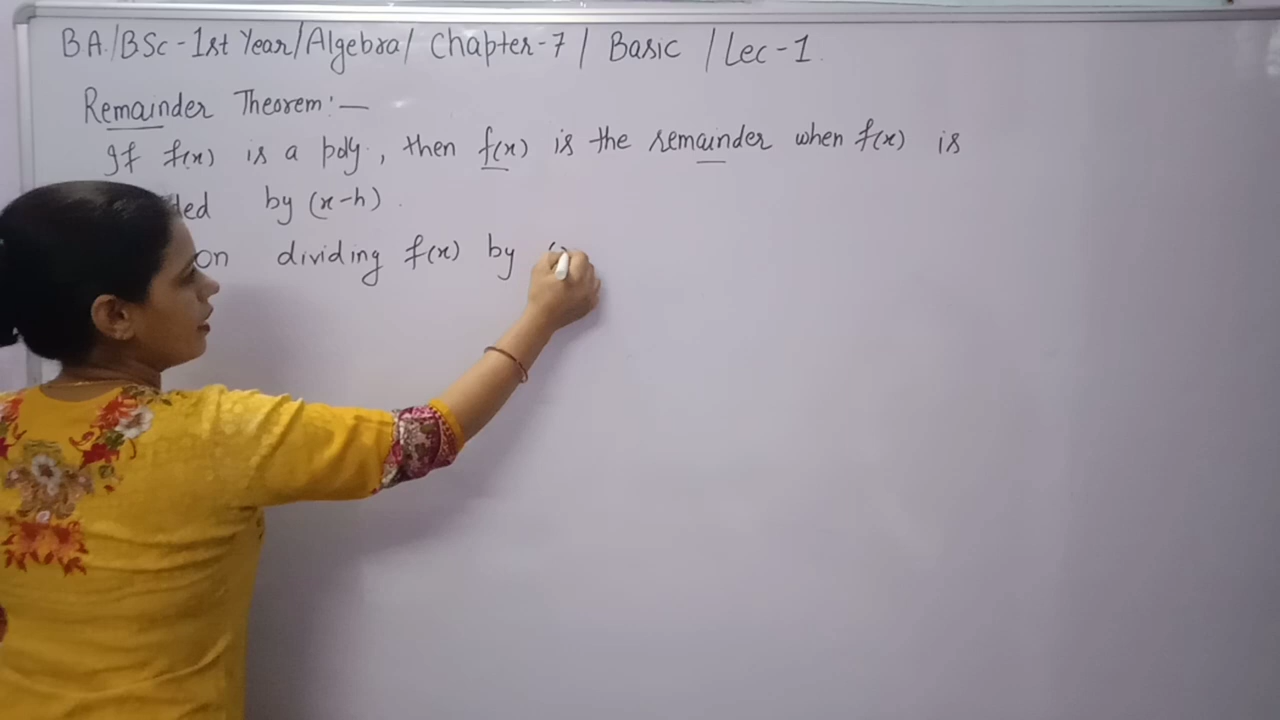 BA/BSc-1st Year/Algebra/ Chapter-7 / Basic / Lec-1.
Remainder Theorem:—
If f(x) is a poly., then f(x) is the remainder when f(x) is
by (x-h).
on dividing f(x) by (